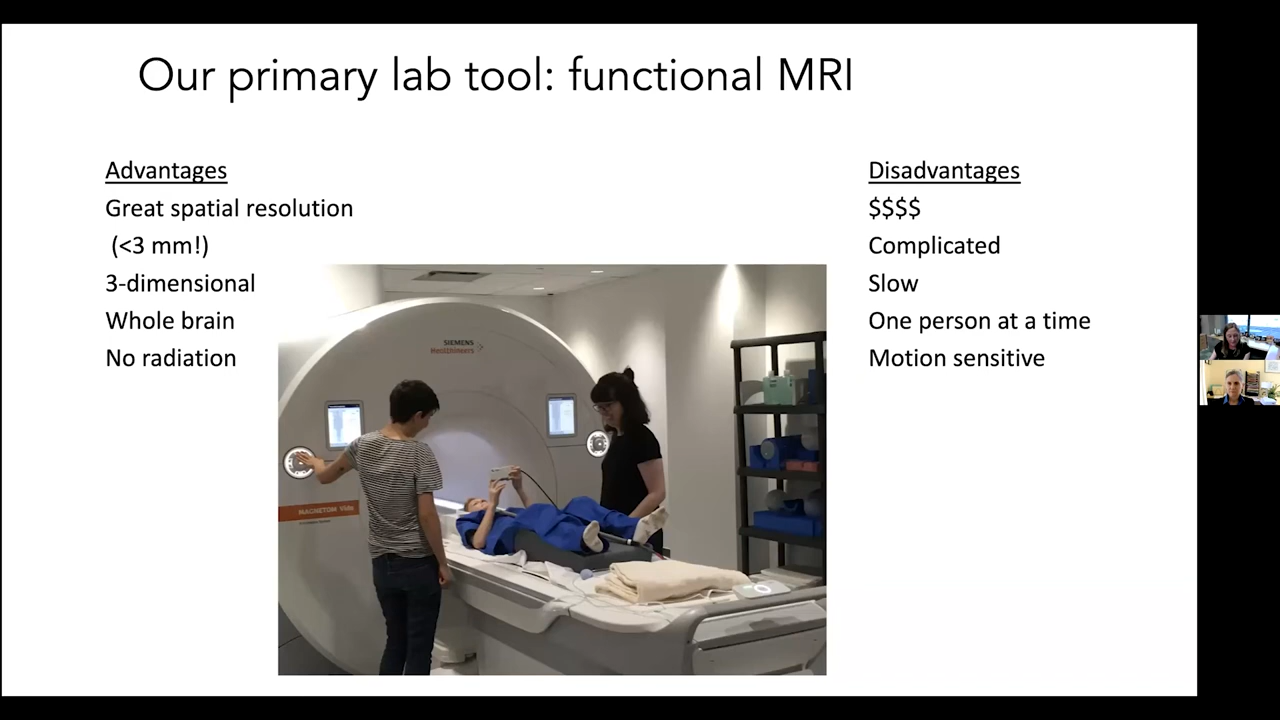 Our primary lab tool: functional MRI
Advantages
Great spatial resolution
(<3 mm!)
3-dimensional
Whole brain
No radiation
Disadvantages
$$$$
Complicated
Slow
One person at a time
Motion sensitive
SIEMENS
Healthineers
MAGNETOM Vida